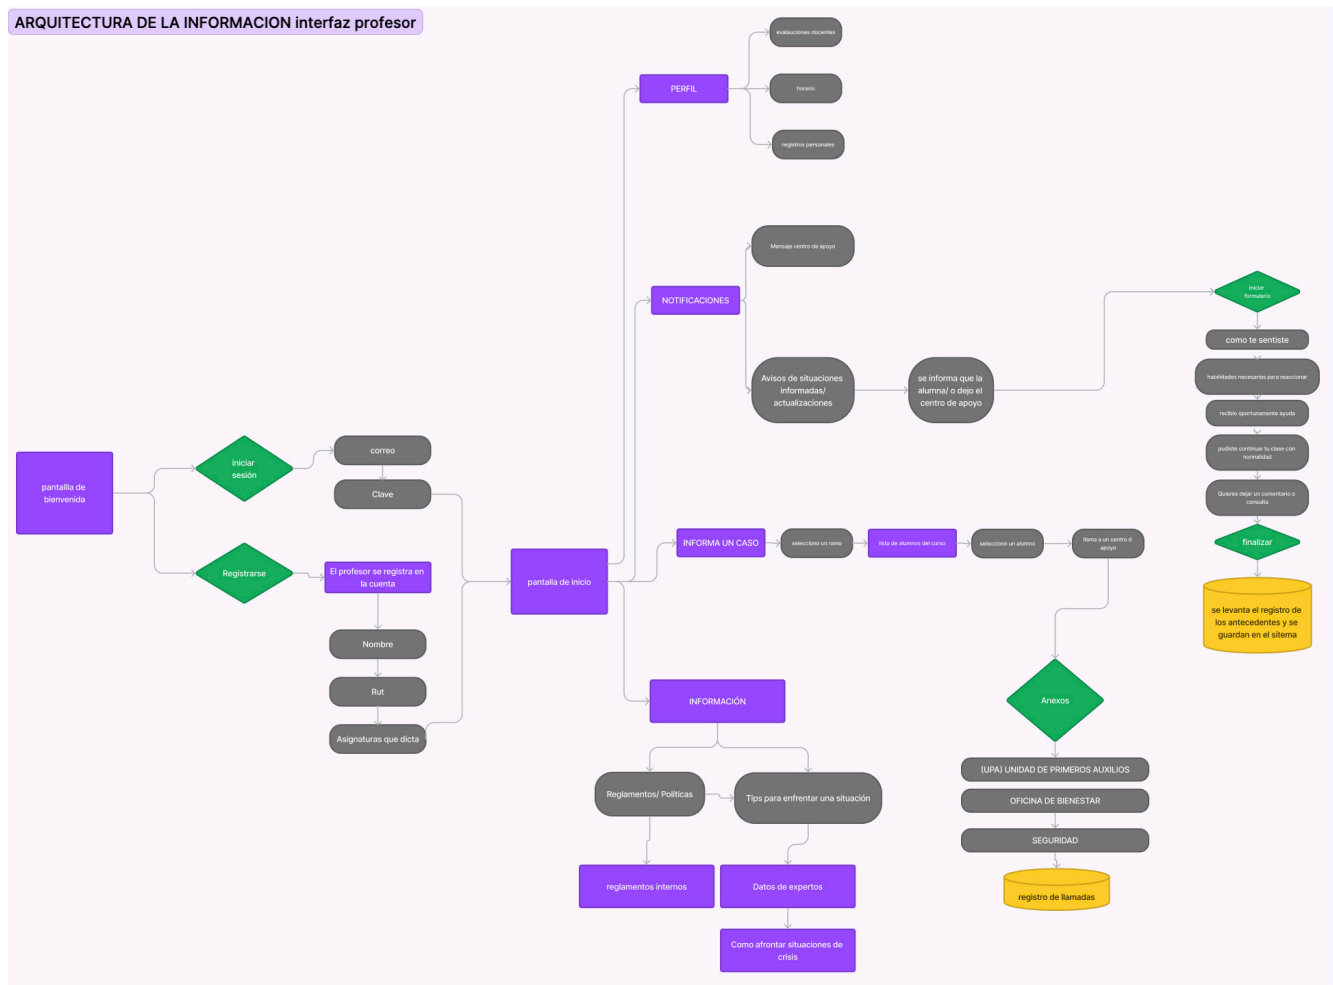 ARQUITECTURA DE LA INFORMACION interfaz profesor
pantallla de
bienvenida
iniciar
sesión
correo
Clave
Registrarse
El profesor se registra en
la cuenta
Nombre
Rut
Asignaturas que dicta
pantalla de inicio
PERFIL
evalauciones docentes
horario
registros personales
NOTIFICACIONES
Mensaje centro de apoyo
Avisos de situaciones
informadas/
actualizaciones
se informa que la
alumna/ o dejo el
centro de apoyo
iniciar
formulario
como te sentiste
habilidades necesarias para reaccionar
recibio oportunamente ayuda
pudiste continuar tu clase con
normalidad
Quieres dejar un comentario o
consulta
finalizar
se levanta el registro de
los antecedentes y se
guardan en el sitema
INFORMA UN CASO
selecciono un ramo
lista de alumnos del curso
selecciono un alumno
llamo a un centro d
apoyo
Anexos
(UPA) UNIDAD DE PRIMEROS AUXILIOS
OFICINA DE BIENESTAR
SEGURIDAD
registro de llamadas
INFORMACIÓN
Reglamentos/ Políticas
Tips para enfrentar una situación
reglamentos internos
Datos de expertos
Como afrontar situaciones de
crisis